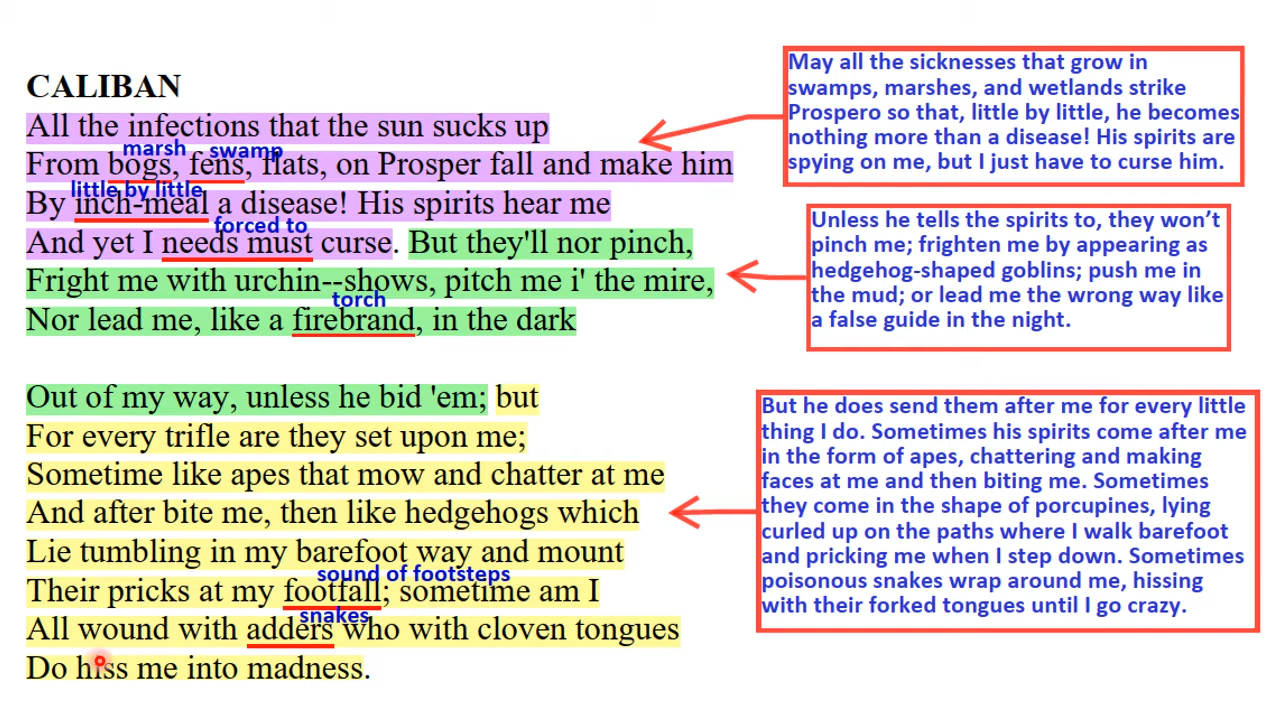 CALIBAN
All the infections that the sun sucks up
marsh swamp
From bogs, fens, flats, on Prosper fall and make him
little by little
By inch-meal a disease! His spirits hear me
forced to
And yet I needs must curse. But they'll nor pinch,
Fright me with urchin--shows, pitch me i' the mire,
torch
Nor lead me, like a firebrand, in the dark
Out of my way, unless he bid 'em; but
For every trifle are they set upon me;
Sometime like apes that mow and chatter at me
And after bite me, then like hedgehogs which
Lie tumbling in my barefoot way and mount
sound of footsteps
Their pricks at my footfall; sometime am I
snakes
All wound with adders who with cloven tongues
Do hiss me into madness.
May all the sicknesses that grow in
swamps, marshes, and wetlands strike
Prospero so that, little by little, he becomes
nothing more than a disease! His spirits are
spying on me, but I just have to curse him.
Unless he tells the spirits to, they won't
pinch me; frighten me by appearing as
hedgehog-shaped goblins; push me in
the mud; or lead me the wrong way like
a false guide in the night.
But he does send them after me for every little
thing I do. Sometimes his spirits come after me
in the form of apes, chattering and making
faces at me and then biting me. Sometimes
they come in the shape of porcupines, lying
curled up on the paths where I walk barefoot
and pricking me when I step down. Sometimes
poisonous snakes wrap around me, hissing
with their forked tongues until I go crazy.